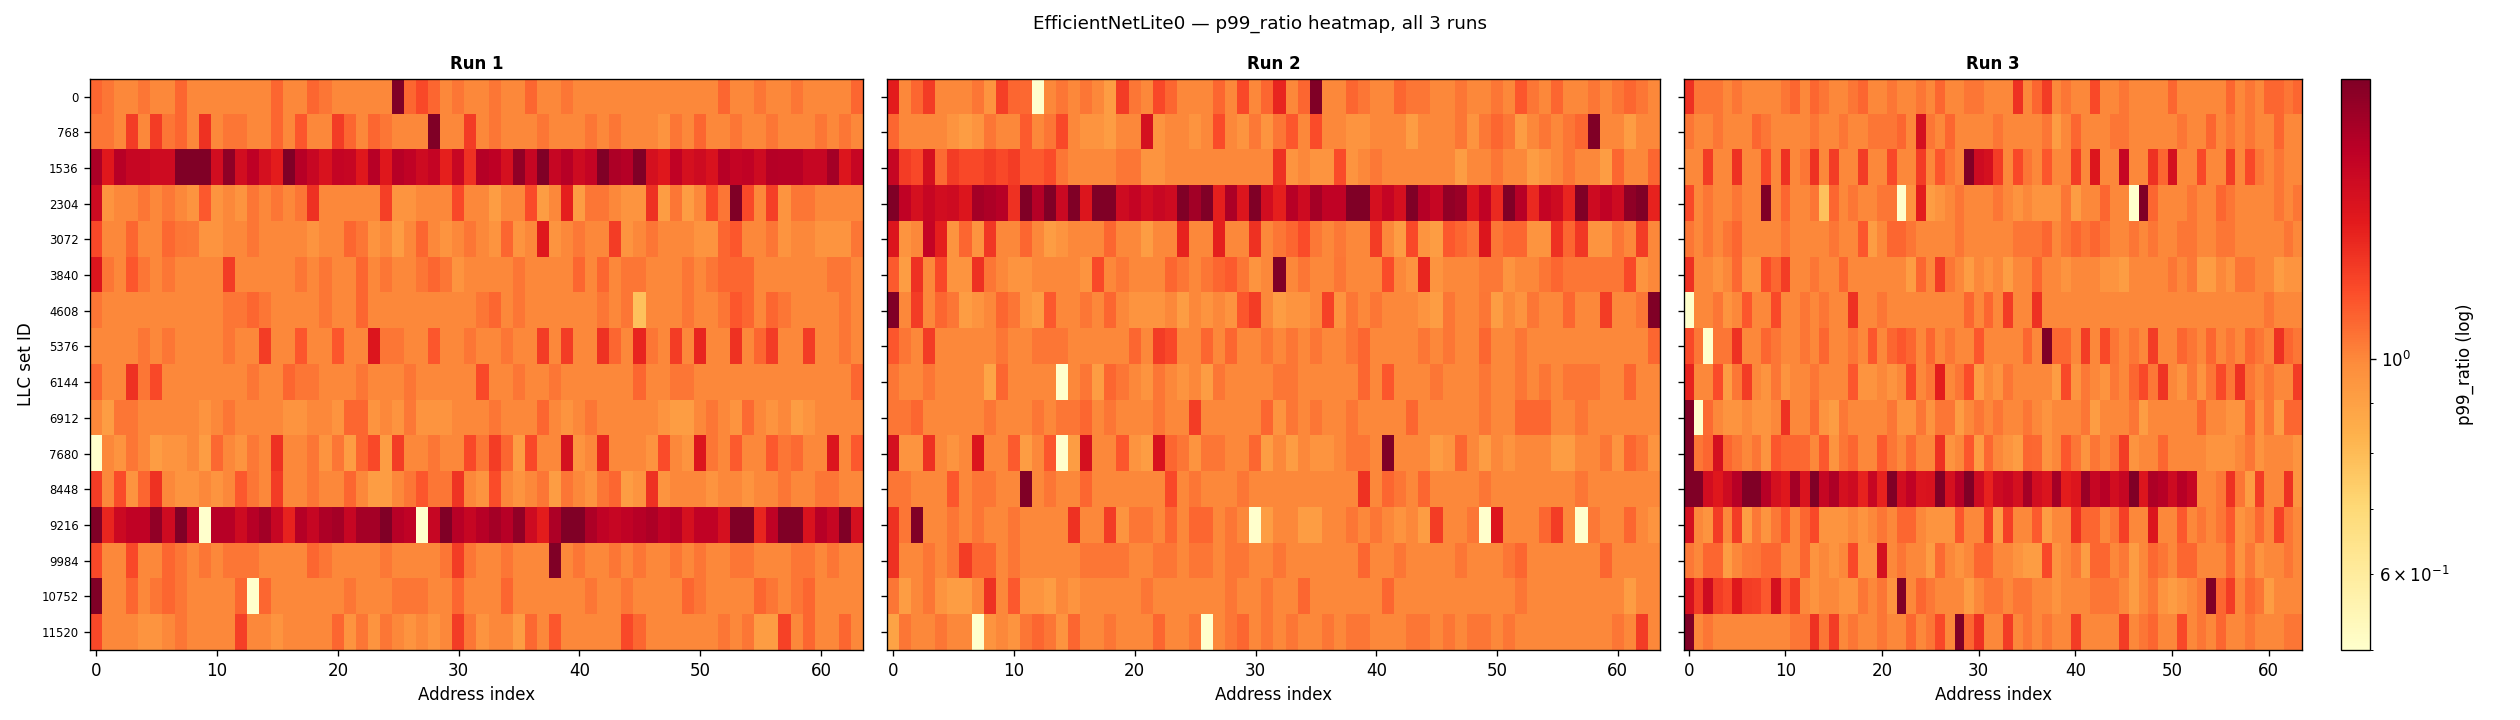 EfficientNetLite0 — p99_ratio heatmap, all 3 runs
Run 1
Run 2
Run 3
LLC set ID
0
768
1536
2304
3072
3840
4608
5376
6144
6912
7680
8448
9216
9984
10752
11520
0 10 20 30 40 50 60
0 10 20 30 40 50 60
0 10 20 30 40 50 60
Address index
Address index
Address index
10⁰
6 × 10⁻¹
p99_ratio (log)